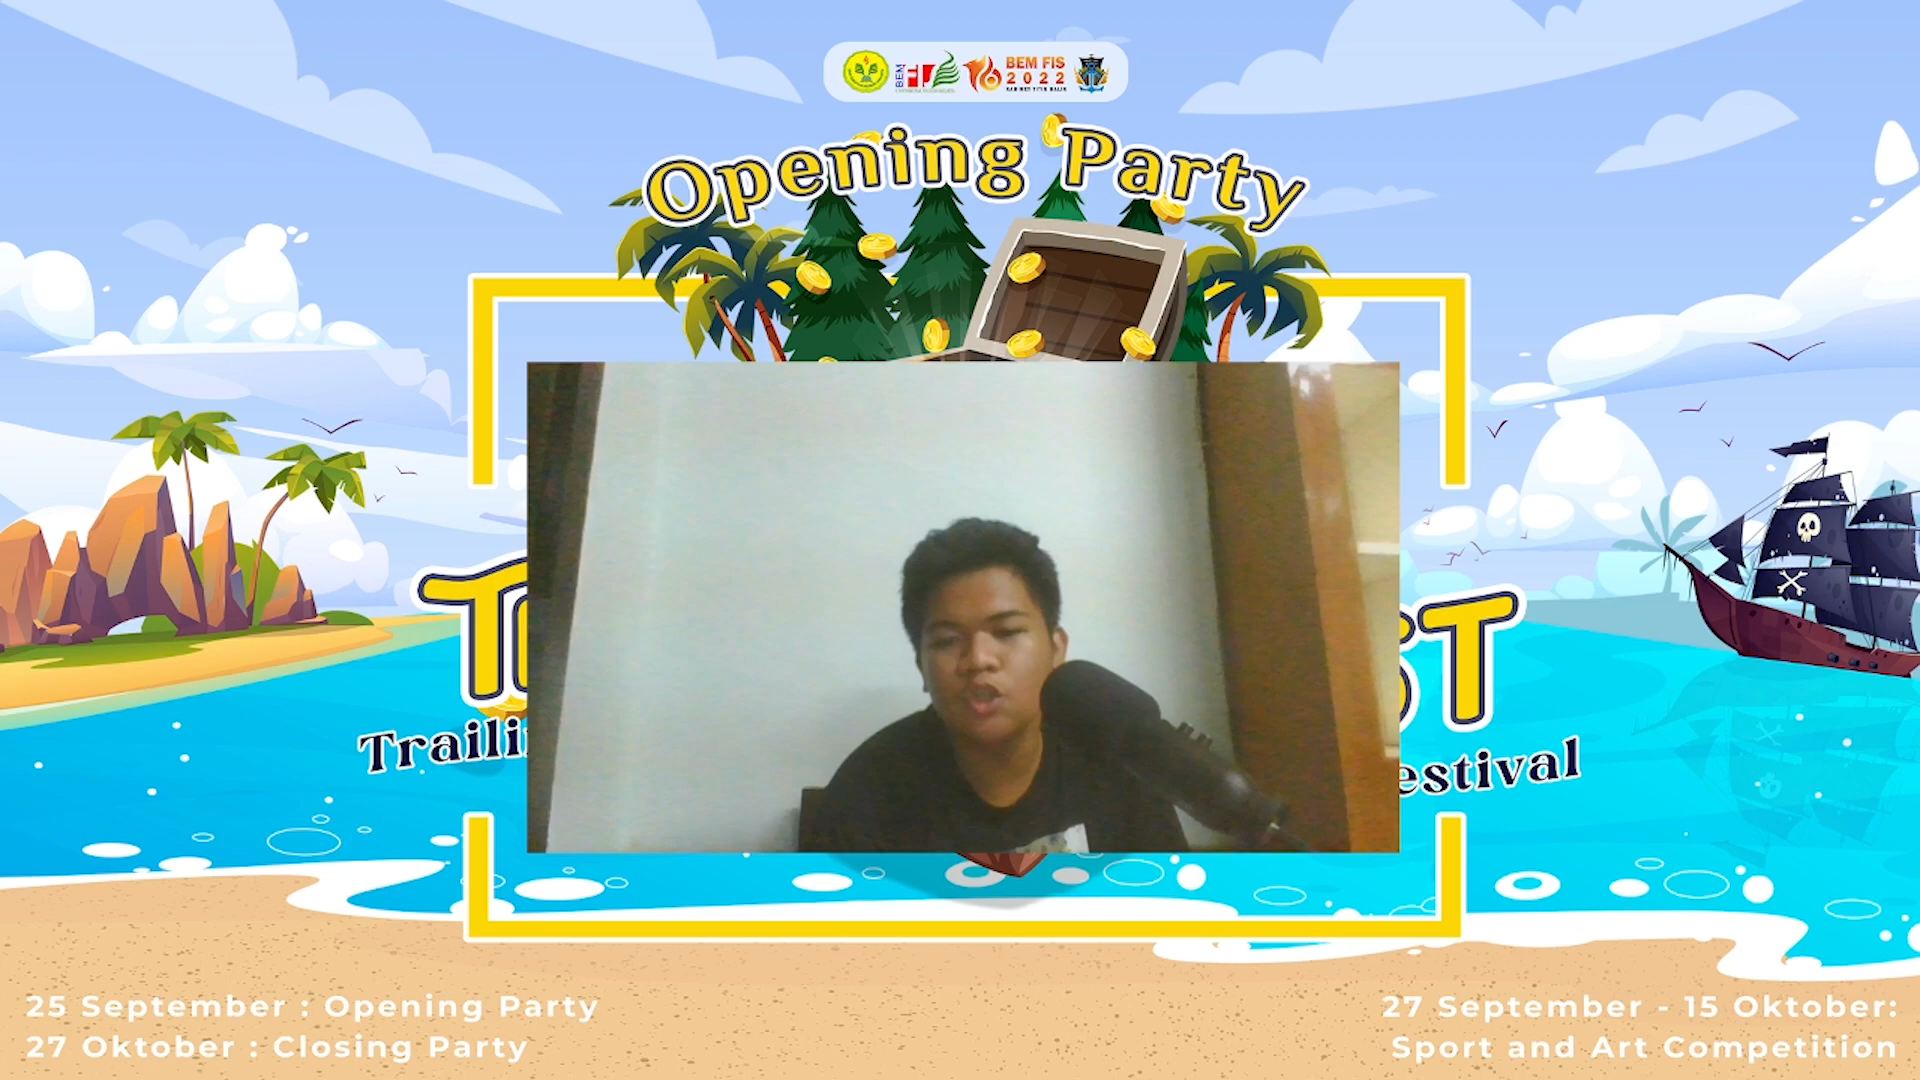 BEM FIS
2022
Opening Party
ST
Traili
estival
25 September : Opening Party
27 Oktober : Closing Party
27 September - 15 Oktober:
Sport and Art Competition